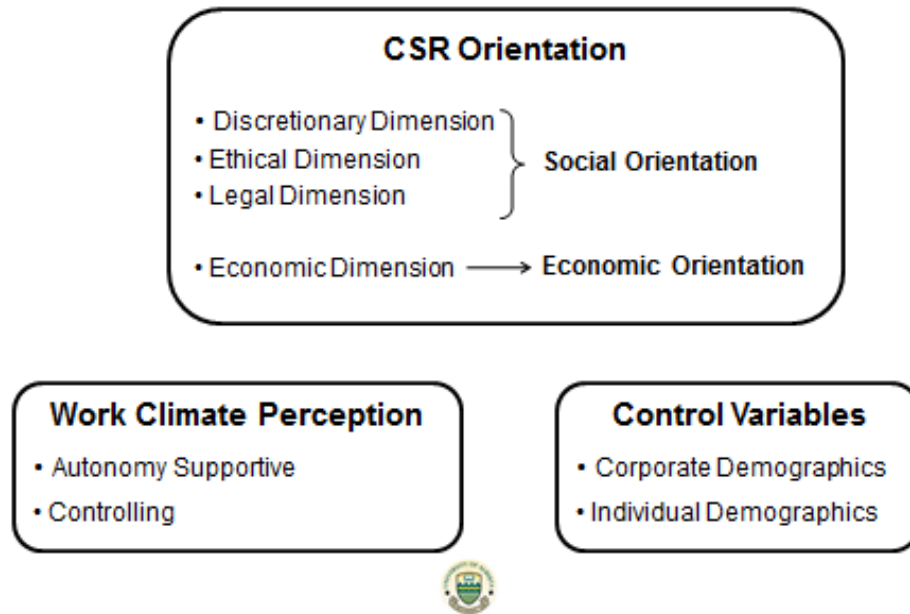 CSR Orientation
• Discretionary Dimension
• Ethical Dimension
• Legal Dimension
Social Orientation
• Economic Dimension → Economic Orientation
Work Climate Perception
• Autonomy Supportive
• Controlling
Control Variables
• Corporate Demographics
• Individual Demographics